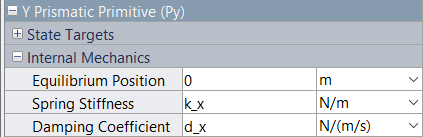 Y Prismatic Primitive (Py)
State Targets
Internal Mechanics
Equilibrium Position 0 m
Spring Stiffness k_x N/m
Damping Coefficient d_x N/(m/s)